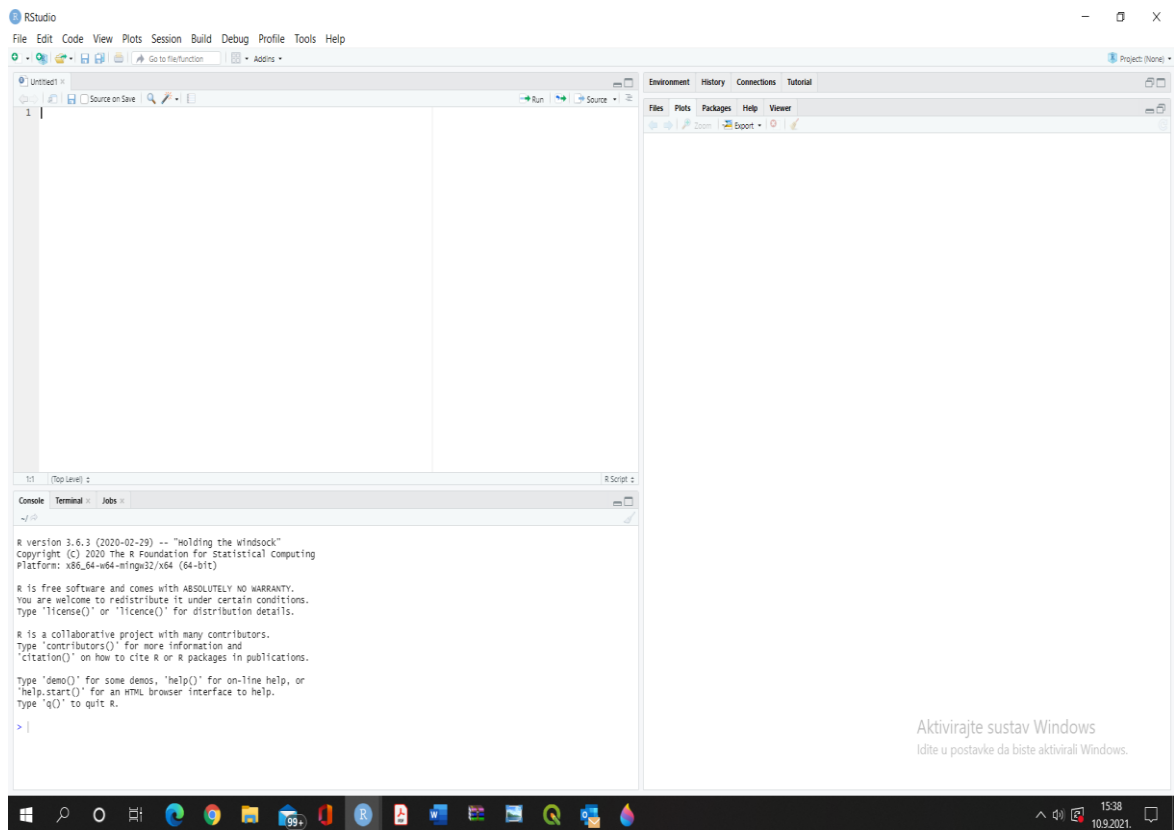 RStudio
File Edit Code View Plots Session Build Debug Profile Tools Help
Go to file/function Addins Project: (None)
Untitled1
Source on Save Run Source
1
1:1 (Top Level) R Script
Console Terminal Jobs
~/
R version 3.6.3 (2020-02-29) -- "Holding the Windsock"
Copyright (C) 2020 The R Foundation for Statistical Computing
Platform: x86_64-w64-mingw32/x64 (64-bit)
R is free software and comes with ABSOLUTELY NO WARRANTY.
You are welcome to redistribute it under certain conditions.
Type 'license()' or 'licence()' for distribution details.
R is a collaborative project with many contributors.
Type 'contributors()' for more information and
'citation()' on how to cite R or R packages in publications.
Type 'demo()' for some demos, 'help()' for on-line help, or
'help.start()' for an HTML browser interface to help.
Type 'q()' to quit R.
>
Environment History Connections Tutorial
Files Plots Packages Help Viewer
Zoom Export
Aktivirajte sustav Windows
Idite u postavke da biste aktivirali Windows.
99+
15:38
10.9.2021.